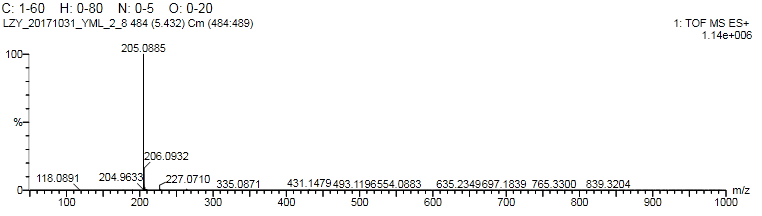 C: 1-60 H: 0-80 N: 0-5 O: 0-20
LZY_20171031_YML_2_8 484 (5.432) Cm (484:489)
1: TOF MS ES+
1.14e+006
205.0885
100
%
206.0932
118.0891 204.9633 227.0710 335.0871 431.1479 493.1196 554.0883 635.2349 697.1839 765.3300 839.3204
0
100 200 300 400 500 600 700 800 900 1000 m/z